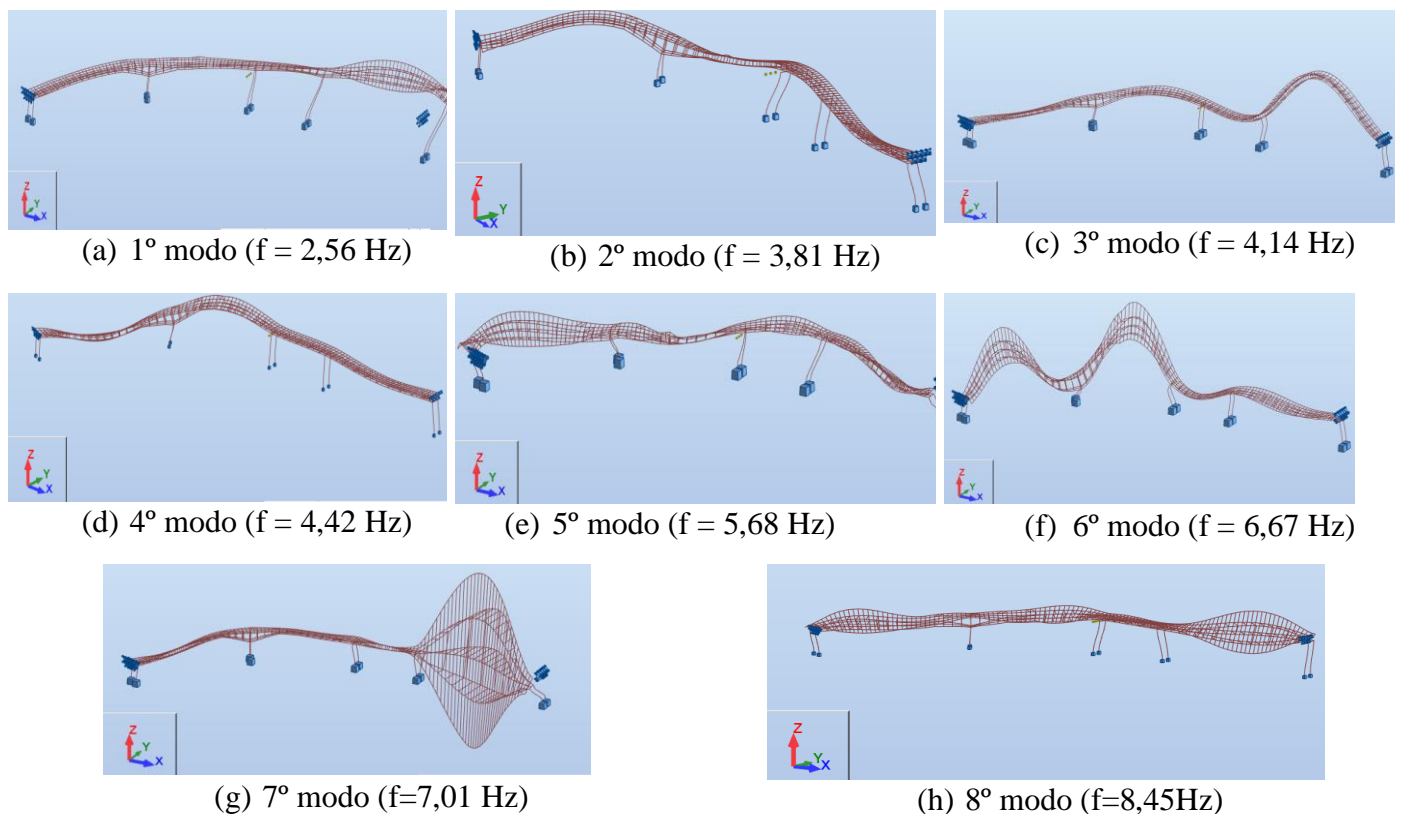 Z
Y
X
Z
Y
X
Z
Y
X
(a) 1º modo (f = 2,56 Hz)
(b) 2º modo (f = 3,81 Hz)
(c) 3º modo (f = 4,14 Hz)
Z
Y
X
Z
Y
X
Z
Y
X
(d) 4º modo (f = 4,42 Hz)
(e) 5º modo (f = 5,68 Hz)
(f) 6º modo (f = 6,67 Hz)
Z
Y
X
Z
Y
X
(g) 7º modo (f=7,01 Hz)
(h) 8º modo (f=8,45Hz)